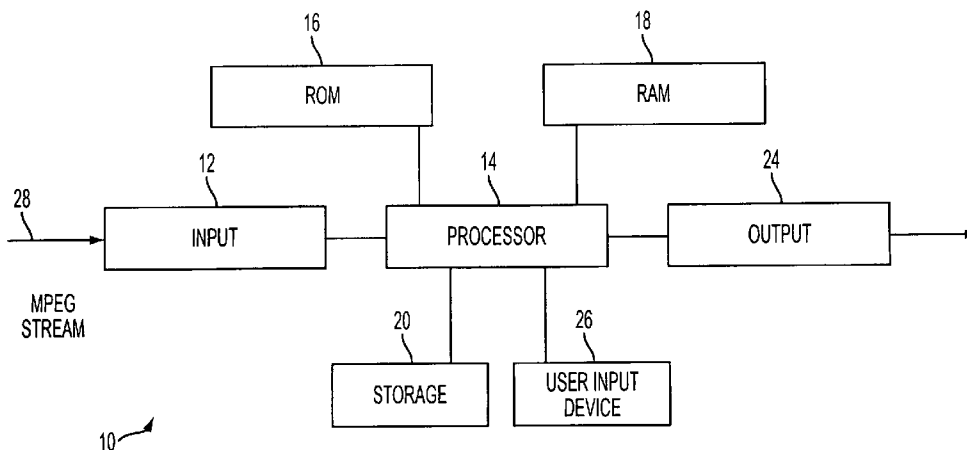 16
18
ROM
RAM
12
14
24
28
INPUT
PROCESSOR
OUTPUT
MPEG
STREAM
20
26
STORAGE
USER INPUT
DEVICE
10